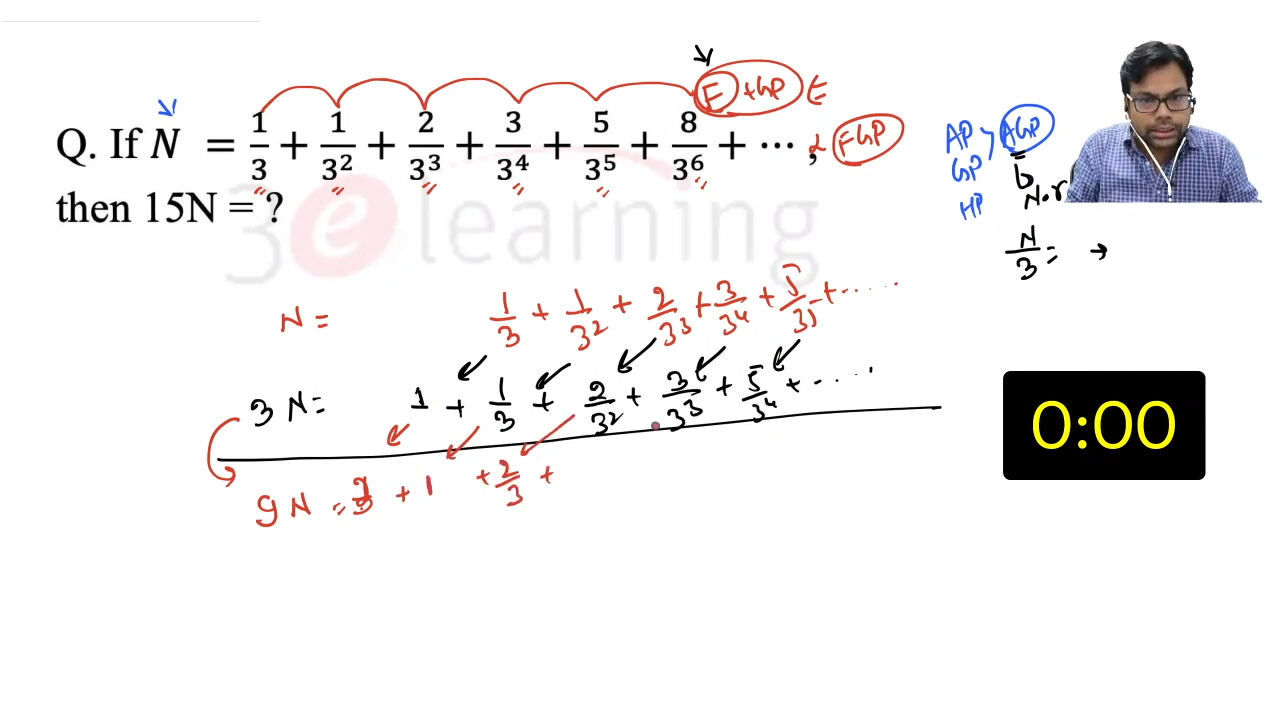 E + GP E
Q. If N = 1/3 + 1/3² + 2/3³ + 3/3⁴ + 5/3⁵ + 8/3⁶ + ⋯ , FGP
then 15N = ?
3e learning
AP
GP
HP
AGP
N·r
N/3 = →
N = 1/3 + 1/3² + 2/3³ + 3/3⁴ + 5/35 + .....
3N = 1 + 1/3 + 2/3² + 3/3³ + 5/3⁴ + ....
9N = 3 + 1 + 2/3 +
0:00